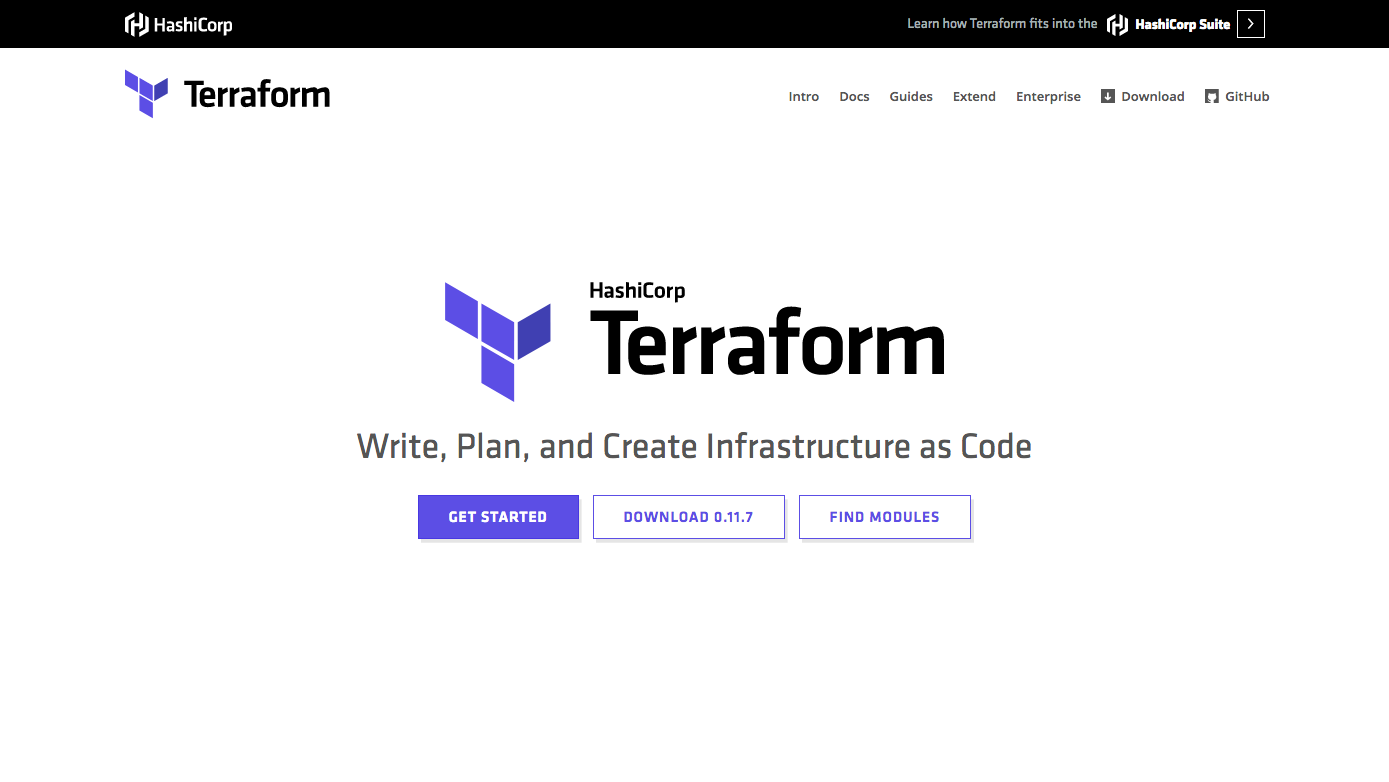 HashiCorp
Learn how Terraform fits into the HashiCorp Suite
Terraform
Intro Docs Guides Extend Enterprise Download GitHub
HashiCorp
Terraform
Write, Plan, and Create Infrastructure as Code
GET STARTED DOWNLOAD 0.11.7 FIND MODULES